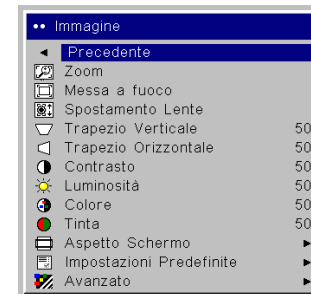 Immagine
Precedente
Zoom
Messa a fuoco
Spostamento Lente
Trapezio Verticale 50
Trapezio Orizzontale 50
Contrasto 50
Luminosità 50
Colore 50
Tinta 50
Aspetto Schermo
Impostazioni Predefinite
Avanzato